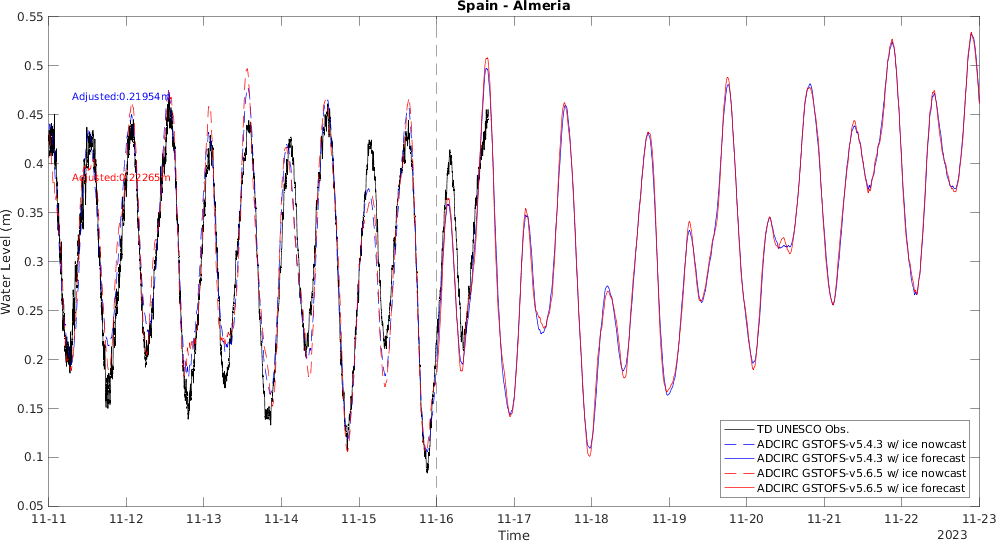 Spain - Almeria
0.55
0.5
0.45
0.4
0.35
0.3
0.25
0.2
0.15
0.1
0.05
Water Level (m)
Adjusted:0.21954m
Adjusted:0.22265m
TD UNESCO Obs.
ADCIRC GSTOFS-v5.4.3 w/ ice nowcast
ADCIRC GSTOFS-v5.4.3 w/ ice forecast
ADCIRC GSTOFS-v5.6.5 w/ ice nowcast
ADCIRC GSTOFS-v5.6.5 w/ ice forecast
11-11 11-12 11-13 11-14 11-15 11-16 11-17 11-18 11-19 11-20 11-21 11-22 11-23
Time
2023